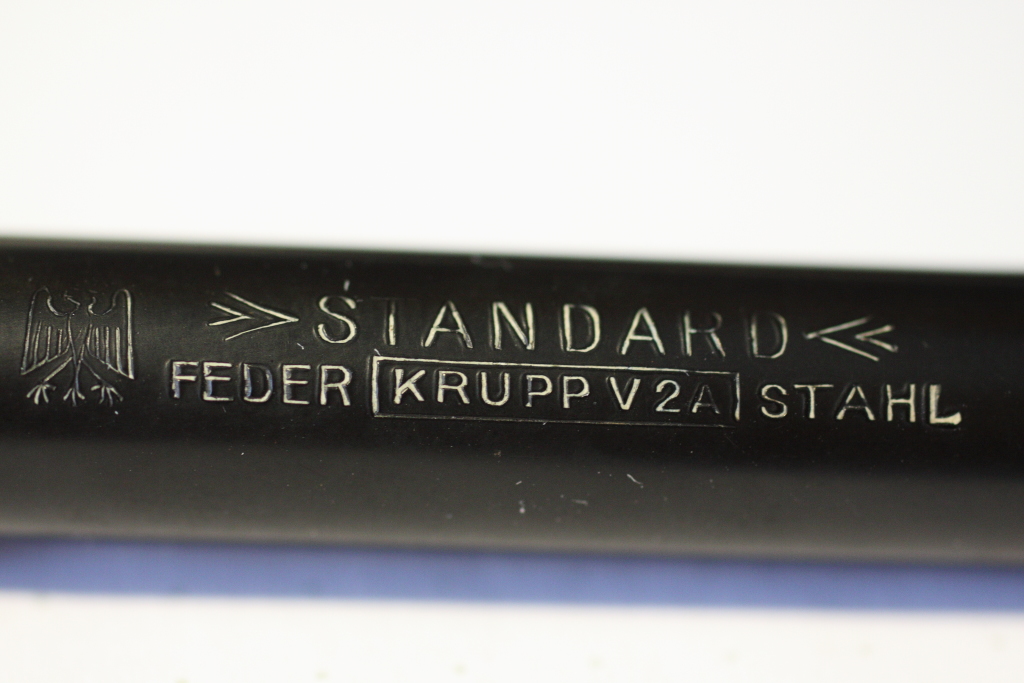 >> STANDARD <<
FEDER KRUPP V2A STAHL